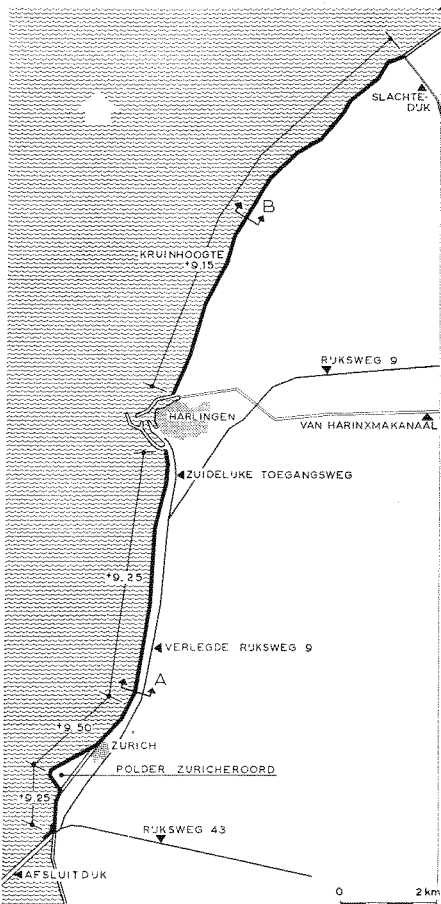 SLACHTE-
DIJK
B
KRUINHOOGTE
+9.15
RIJKSWEG 9
HARLINGEN
VAN HARINXMAKANAAL
ZUIDELIJKE TOEGANGSWEG
+9.25
VERLEGDE RIJKSWEG 9
A
+9.50
ZURICH
POLDER ZURICHEROORD
+9.25
RIJKSWEG 43
AFSLUITDIJK
0 2 km